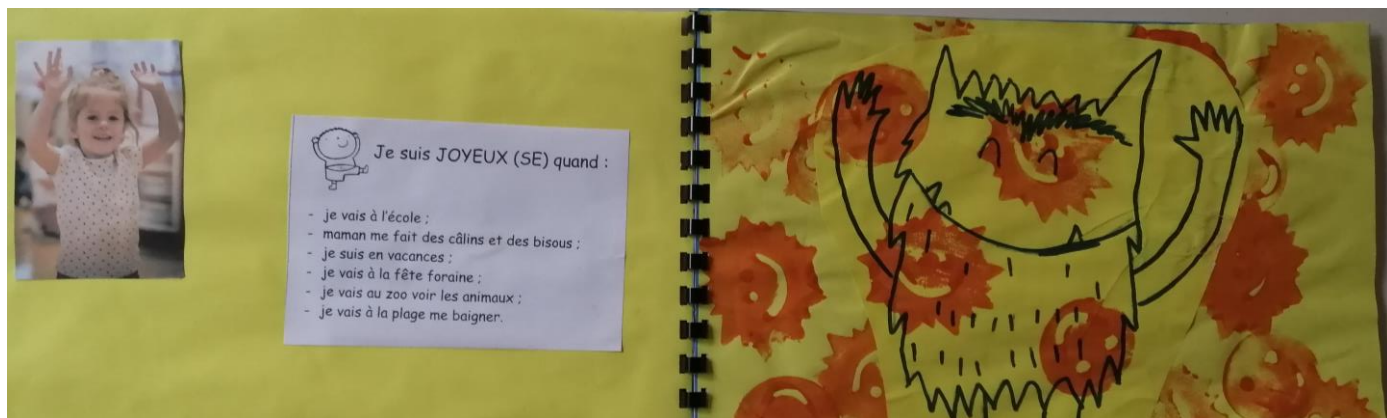 Je suis JOYEUX (SE) quand :
- je vais à l'école ;
- maman me fait des câlins et des bisous ;
- je suis en vacances ;
- je vais à la fête foraine ;
- je vais au zoo voir les animaux ;
- je vais à la plage me baigner.